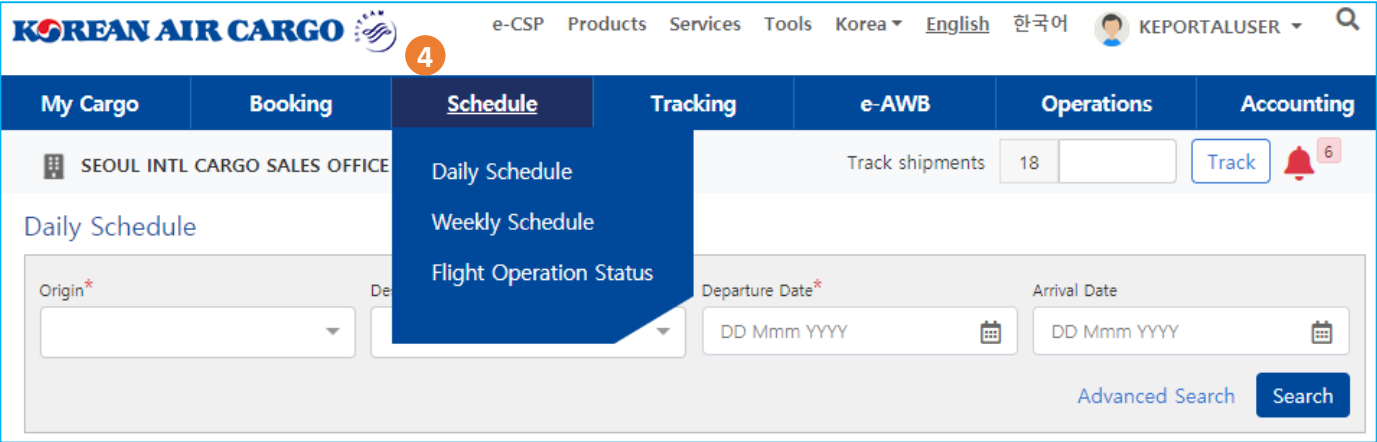 KOREAN AIR CARGO e-CSP Products Services Tools Korea English 한국어 KEPORTALUSER
4
My Cargo Booking Schedule Tracking e-AWB Operations Accounting
SEOUL INTL CARGO SALES OFFICE Track shipments 18 Track 6
Daily Schedule
Weekly Schedule
Flight Operation Status
Daily Schedule
Origin* De Departure Date* Arrival Date
DD Mmm YYYY DD Mmm YYYY
Advanced Search Search